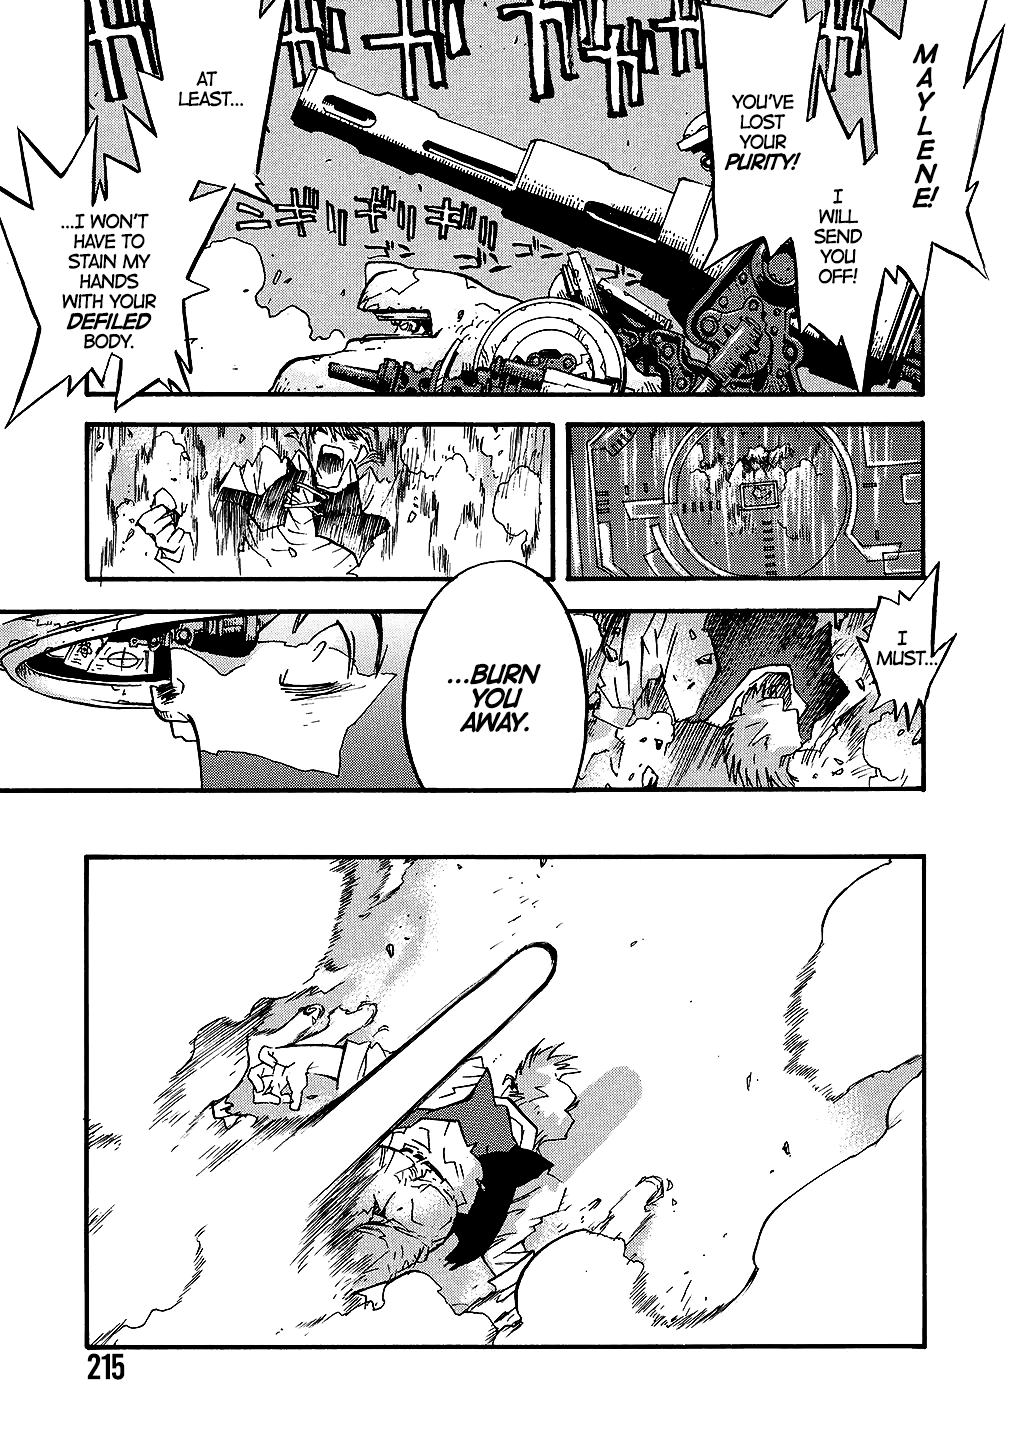 MAYLENE!
I
WILL
SEND
YOU
OFF!
YOU'VE
LOST
YOUR
PURITY!
AT
LEAST...
...I WON'T
HAVE TO
STAIN MY
HANDS
WITH YOUR
DEFILED
BODY.
I
MUST...
...BURN
YOU
AWAY.
215